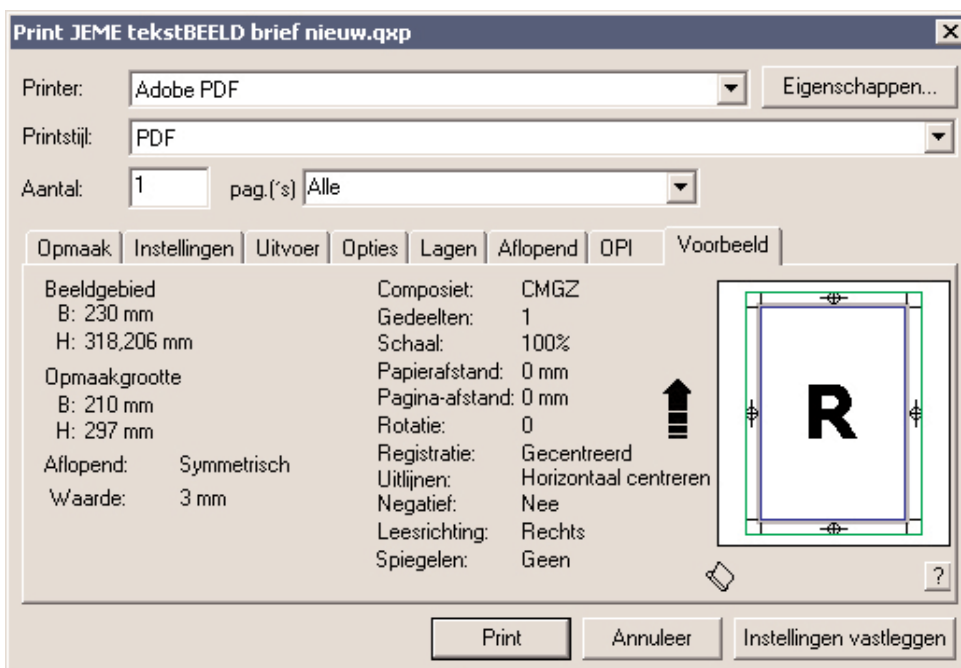 Print JEME tekstBEELD brief nieuw.qxp
Printer: Adobe PDF Eigenschappen...
Printstijl: PDF
Aantal: 1 pag.('s) Alle
Opmaak Instellingen Uitvoer Opties Lagen Aflopend OPI Voorbeeld
Beeldgebied
B: 230 mm
H: 318,206 mm
Opmaakgrootte
B: 210 mm
H: 297 mm
Aflopend: Symmetrisch
Waarde: 3 mm
Composiet: CMGZ
Gedeelten: 1
Schaal: 100%
Papierafstand: 0 mm
Pagina-afstand: 0 mm
Rotatie: 0
Registratie: Gecentreerd
Uitlijnen: Horizontaal centreren
Negatief: Nee
Leesrichting: Rechts
Spiegelen: Geen
R
?
Print Annuleer Instellingen vastleggen